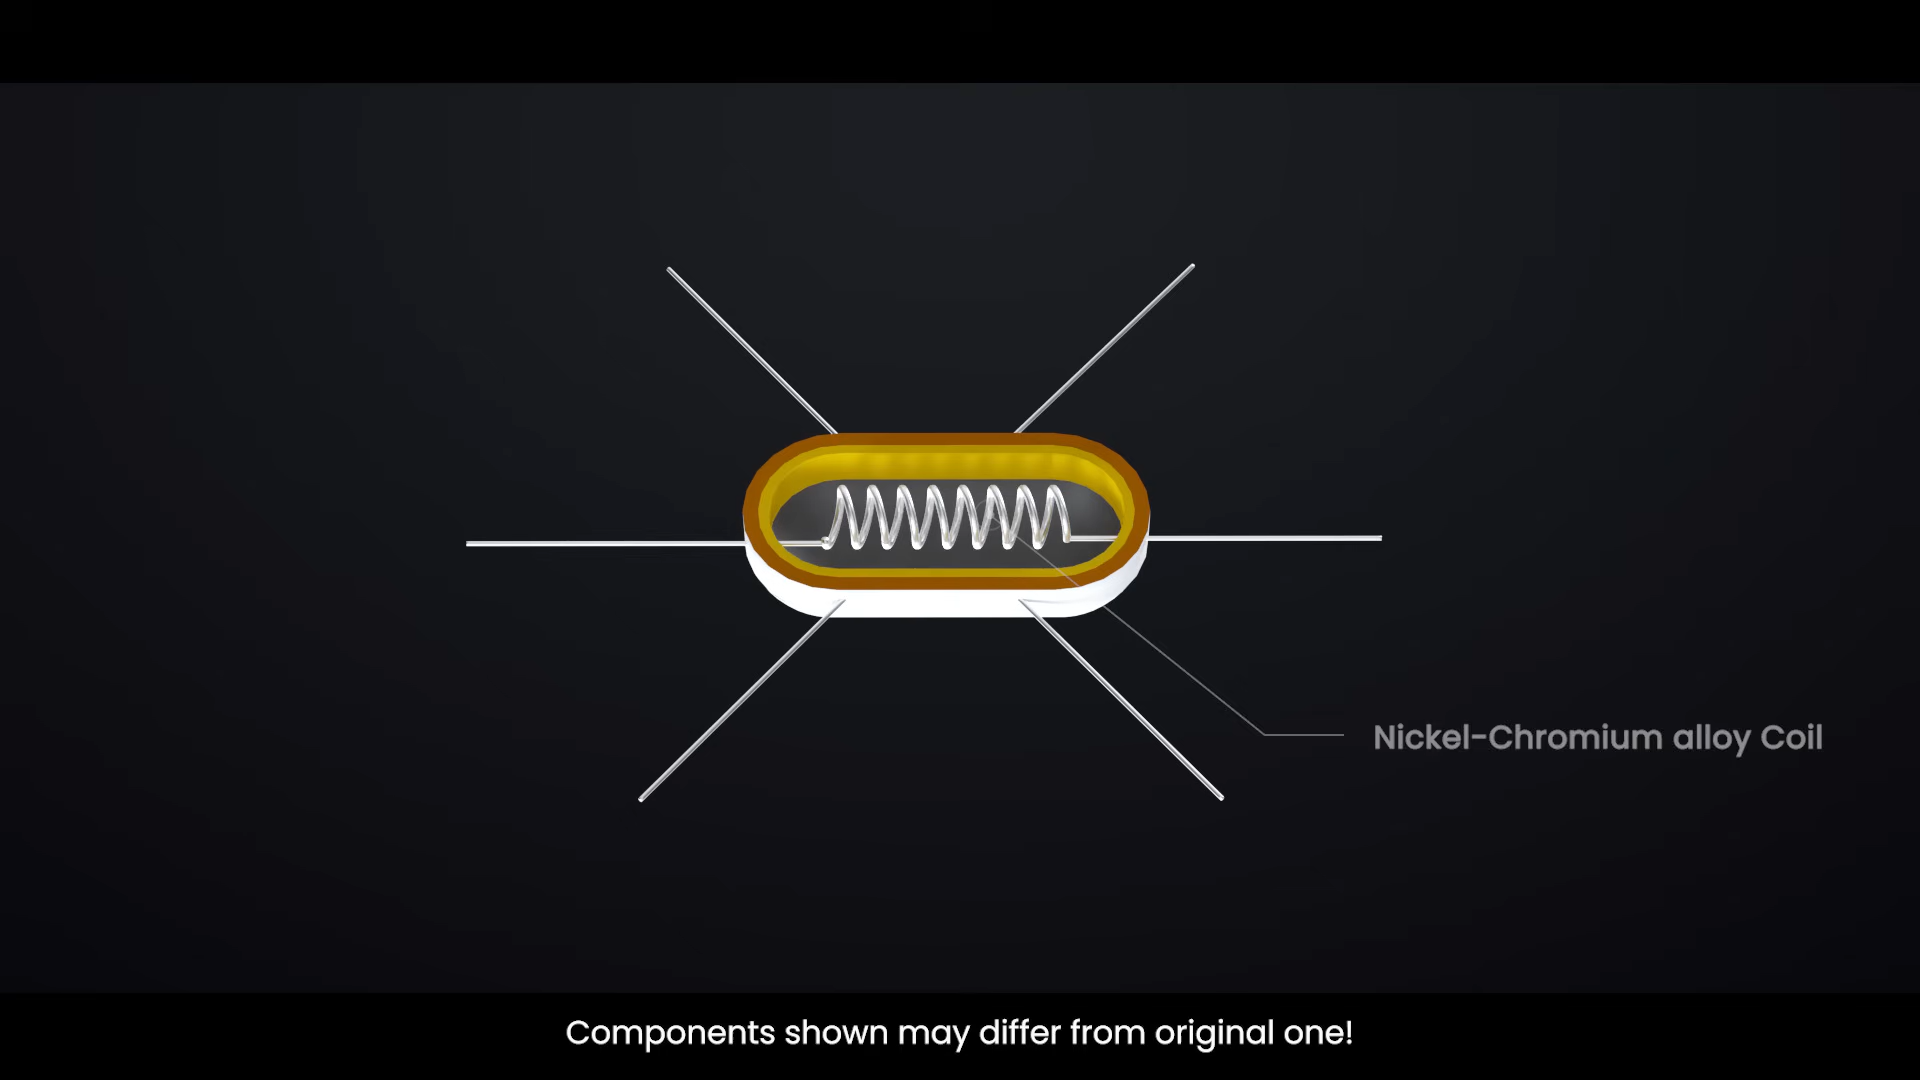 Nickel-Chromium alloy Coil
Components shown may differ from original one!